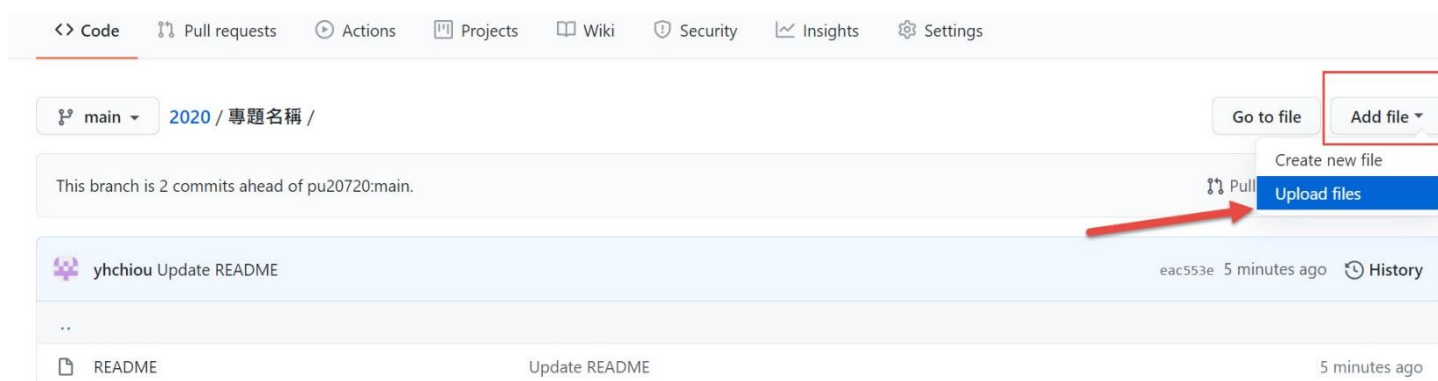 <> Code Pull requests Actions Projects Wiki Security Insights Settings
main 2020 / 專題名稱 / Go to file Add file
Create new file
This branch is 2 commits ahead of pu20720:main. Pull
Upload files
yhchiou Update README eac553e 5 minutes ago History
..
README Update README 5 minutes ago